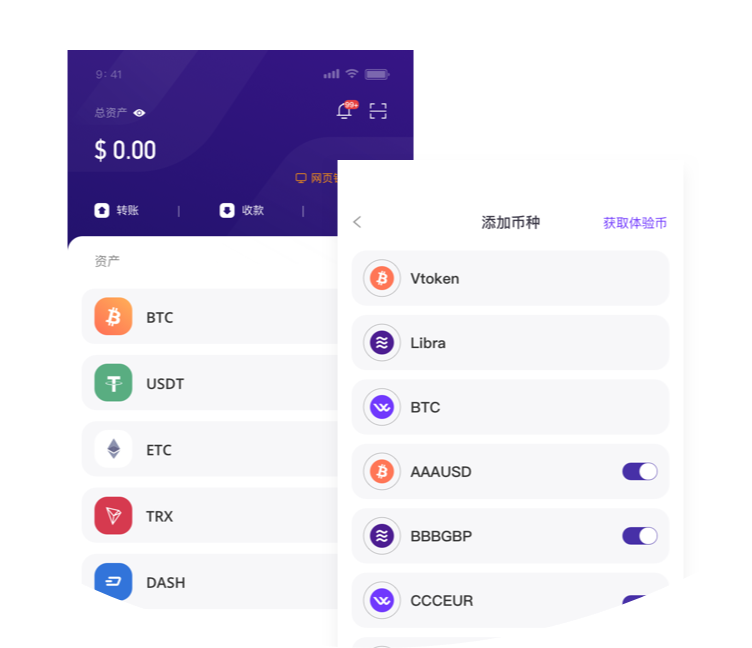 9:41
总资产
99+
$ 0.00
网页
转账
收款
资产
BTC
USDT
ETC
TRX
DASH
添加币种
获取体验币
Vtoken
Libra
BTC
AAAUSD
BBBGBP
CCCEUR